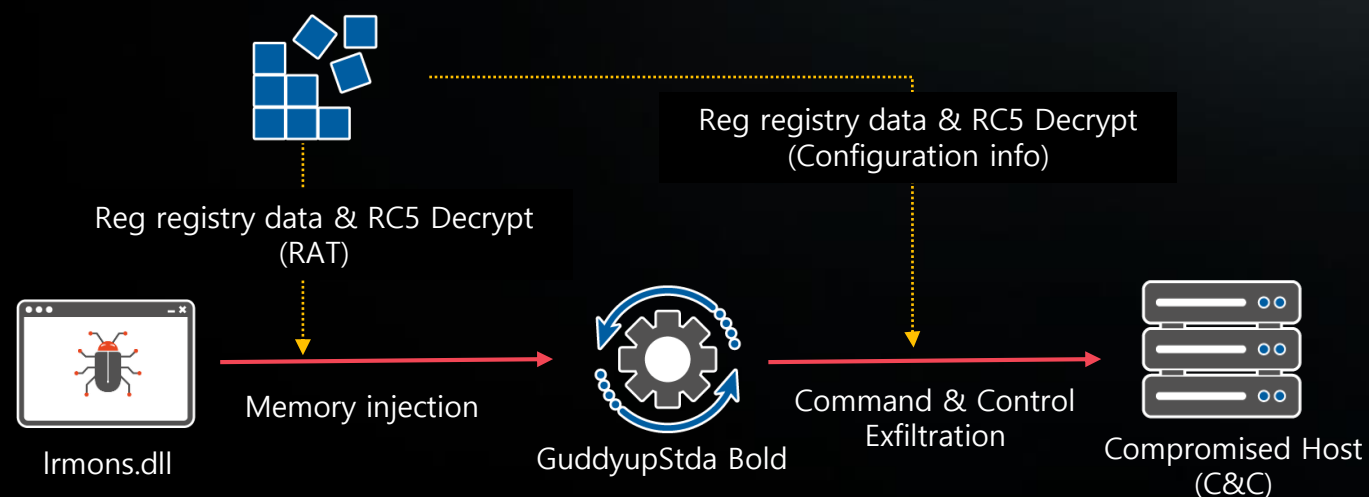 Reg registry data & RC5 Decrypt
(Configuration info)
Reg registry data & RC5 Decrypt
(RAT)
Memory injection
Command & Control
Exfiltration
lrmons.dll
GuddyupStda Bold
Compromised Host
(C&C)